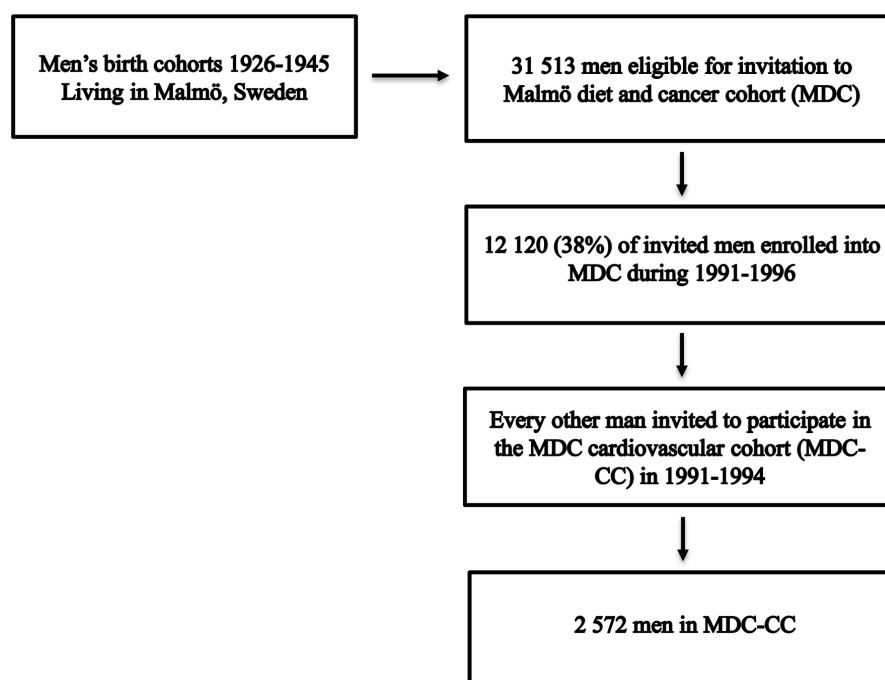 Men’s birth cohorts 1926-1945
Living in Malmö, Sweden
31 513 men eligible for invitation to
Malmö diet and cancer cohort (MDC)
12 120 (38%) of invited men enrolled into
MDC during 1991-1996
Every other man invited to participate in
the MDC cardiovascular cohort (MDC-
CC) in 1991-1994
2 572 men in MDC-CC